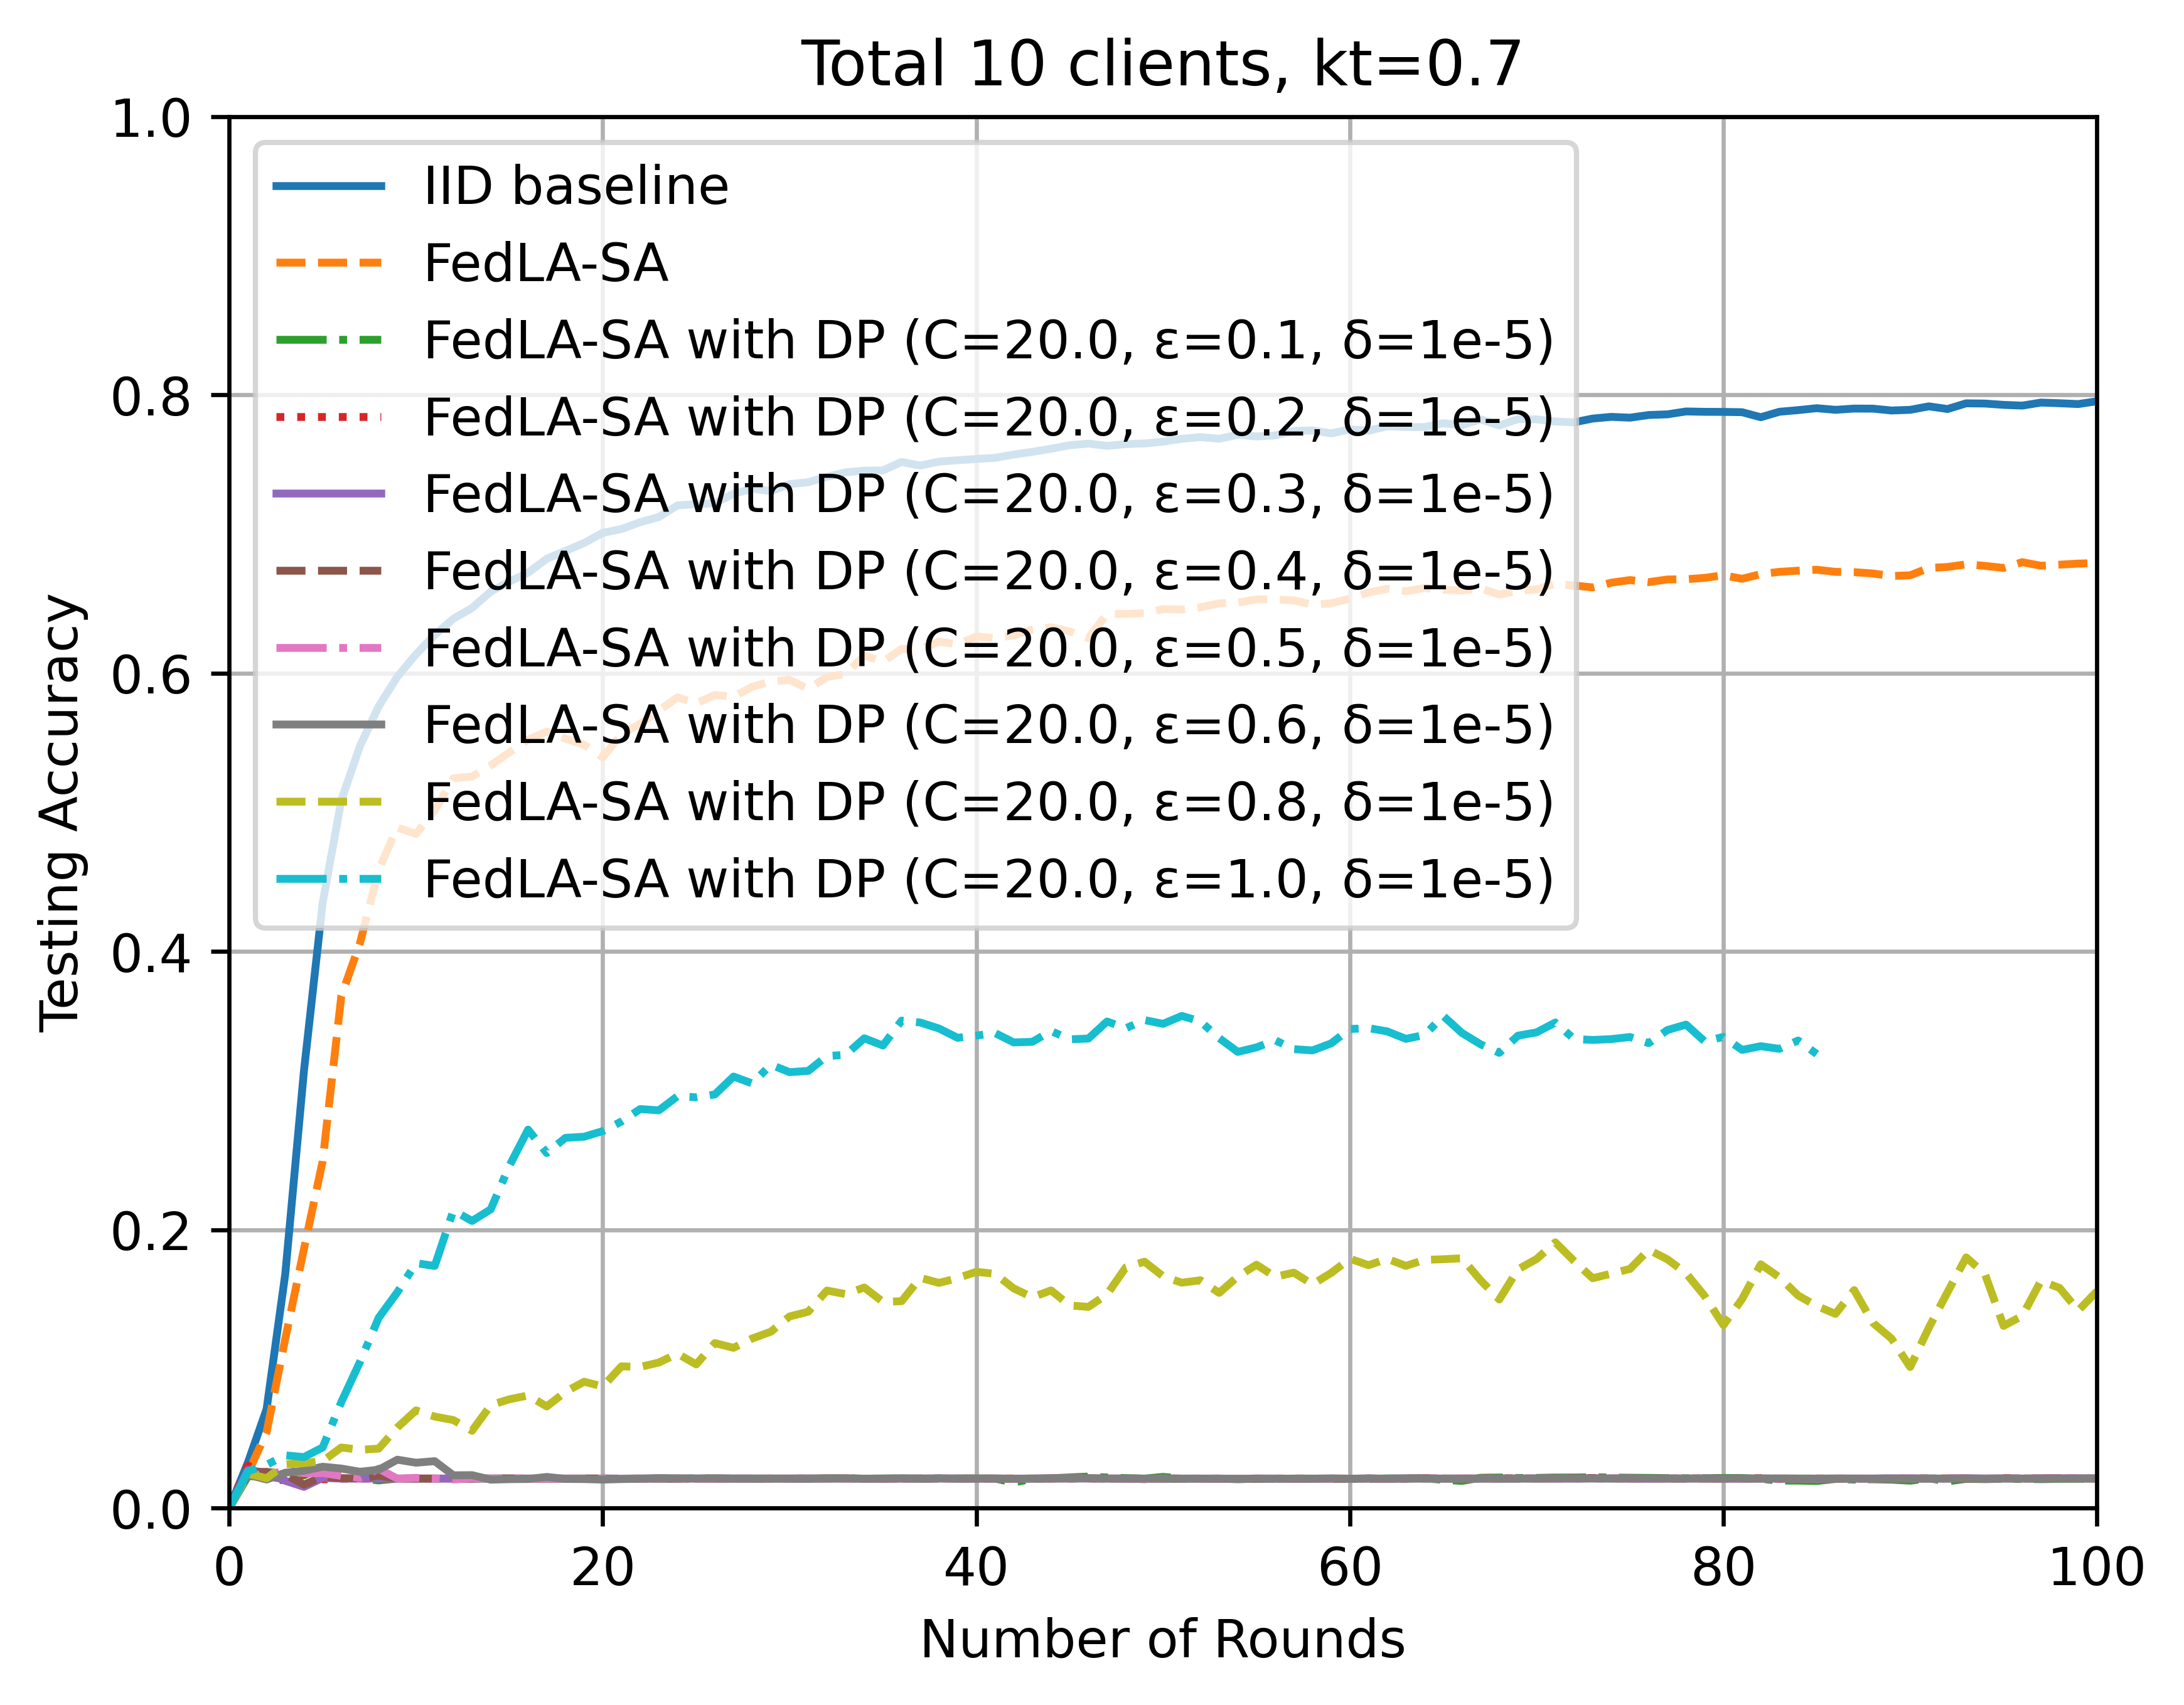 Total 10 clients, kt=0.7
1.0
0.8
0.6
0.4
0.2
0.0
Testing Accuracy
IID baseline
FedLA-SA
FedLA-SA with DP (C=20.0, ε=0.1, δ=1e-5)
FedLA-SA with DP (C=20.0, ε=0.2, δ=1e-5)
FedLA-SA with DP (C=20.0, ε=0.3, δ=1e-5)
FedLA-SA with DP (C=20.0, ε=0.4, δ=1e-5)
FedLA-SA with DP (C=20.0, ε=0.5, δ=1e-5)
FedLA-SA with DP (C=20.0, ε=0.6, δ=1e-5)
FedLA-SA with DP (C=20.0, ε=0.8, δ=1e-5)
FedLA-SA with DP (C=20.0, ε=1.0, δ=1e-5)
0 20 40 60 80 100
Number of Rounds